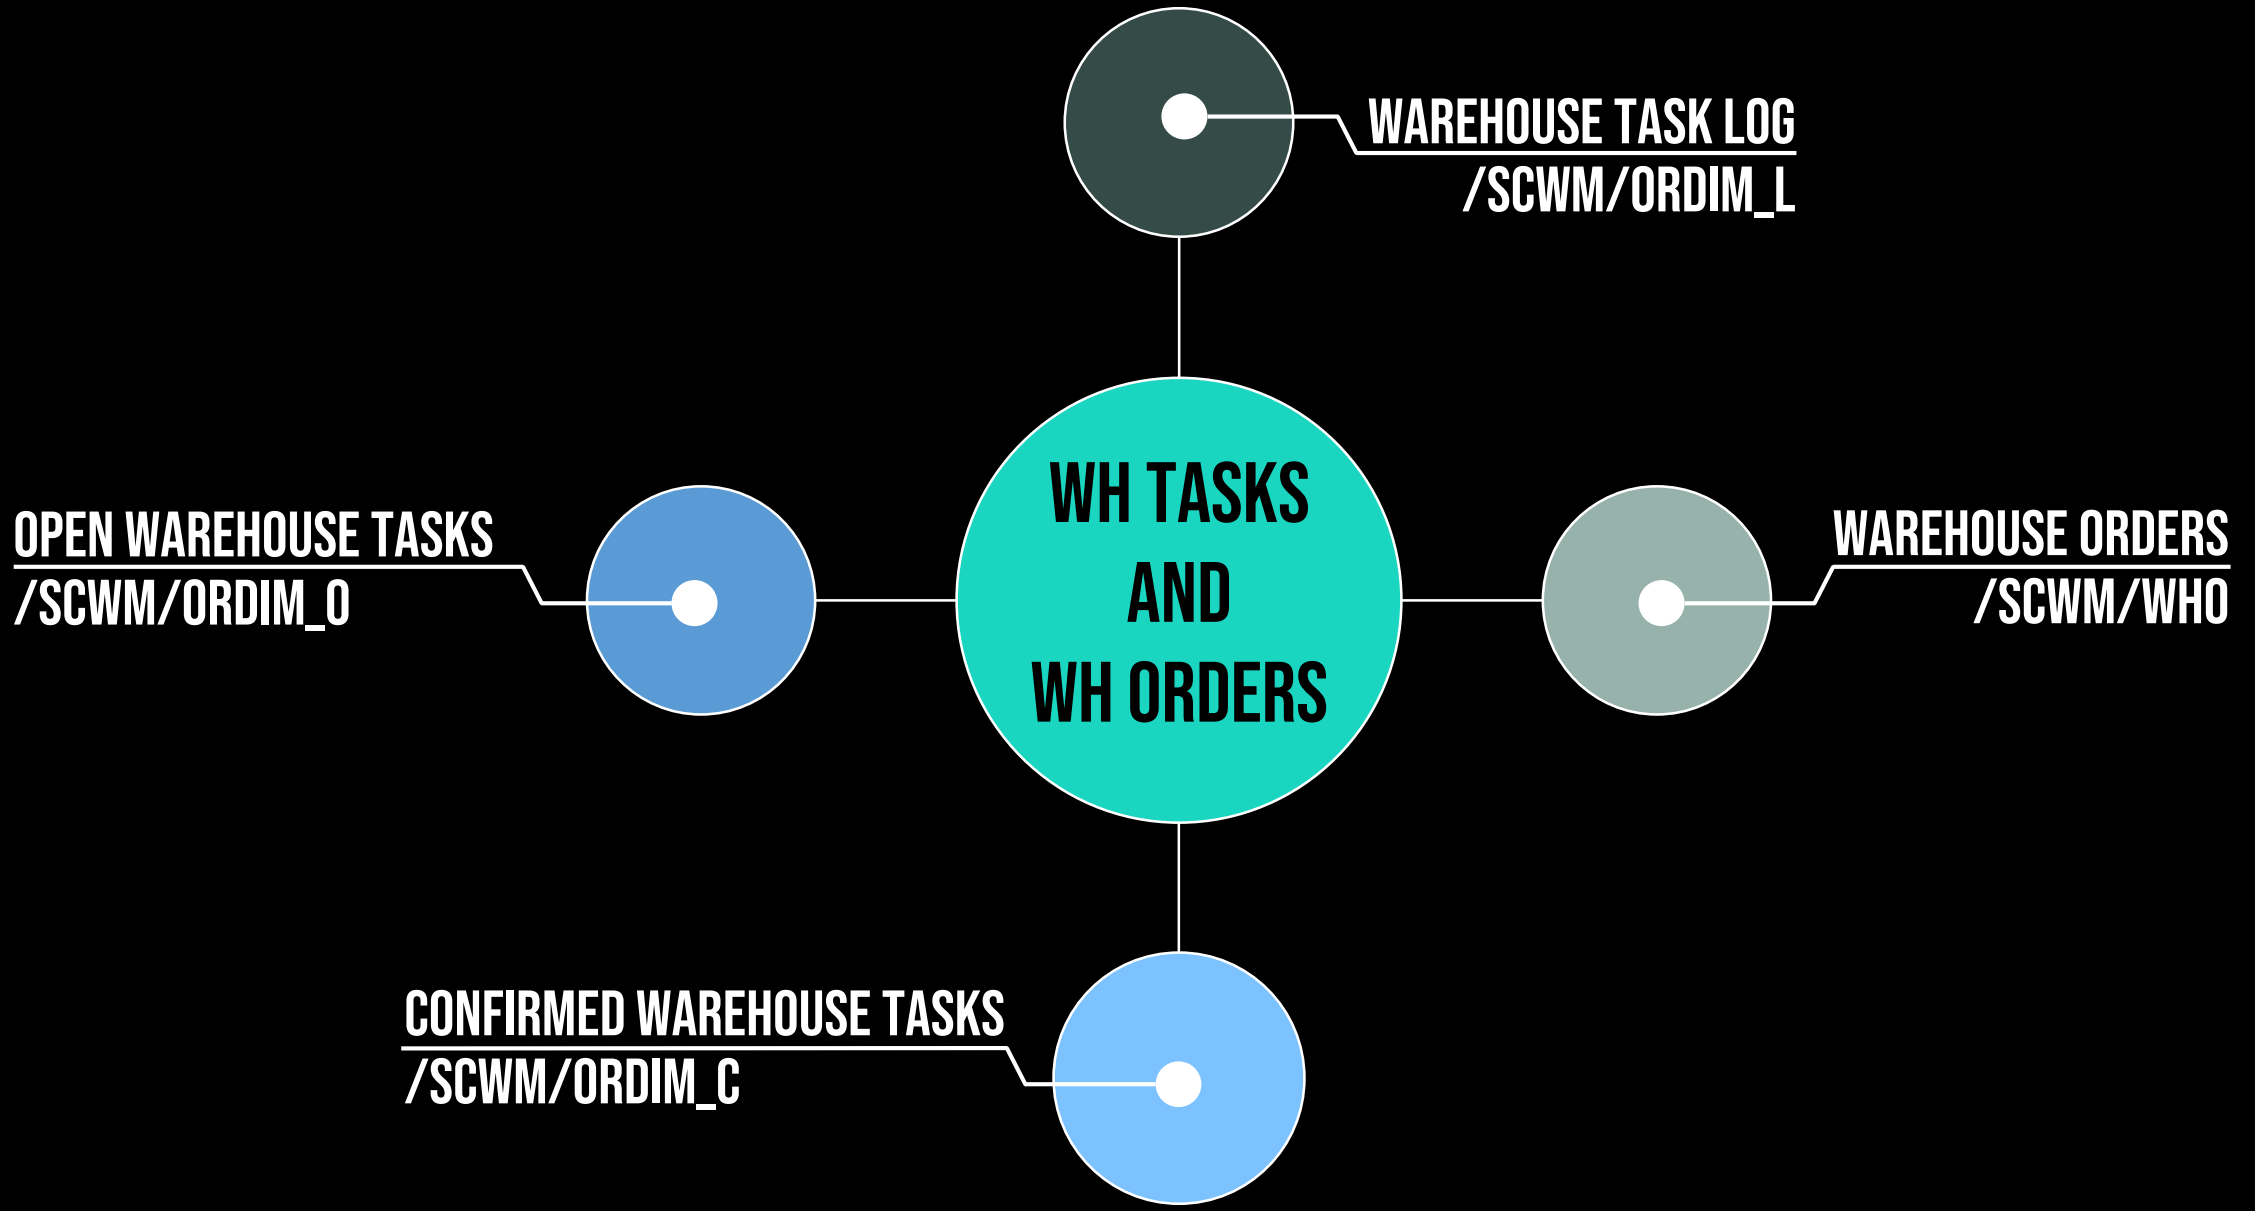 WAREHOUSE TASK LOG
/SCWM/ORDIM_L
WH TASKS
AND
WH ORDERS
OPEN WAREHOUSE TASKS
/SCWM/ORDIM_O
WAREHOUSE ORDERS
/SCWM/WHO
CONFIRMED WAREHOUSE TASKS
/SCWM/ORDIM_C